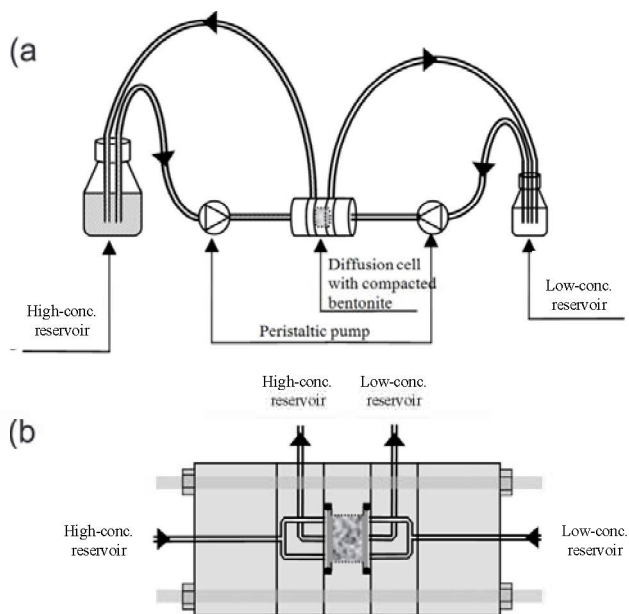 (a
High-conc.
reservoir
Diffusion cell
with compacted
bentonite
Peristaltic pump
Low-conc.
reservoir
(b
High-conc.
reservoir
Low-conc.
reservoir
High-conc.
reservoir
Low-conc.
reservoir